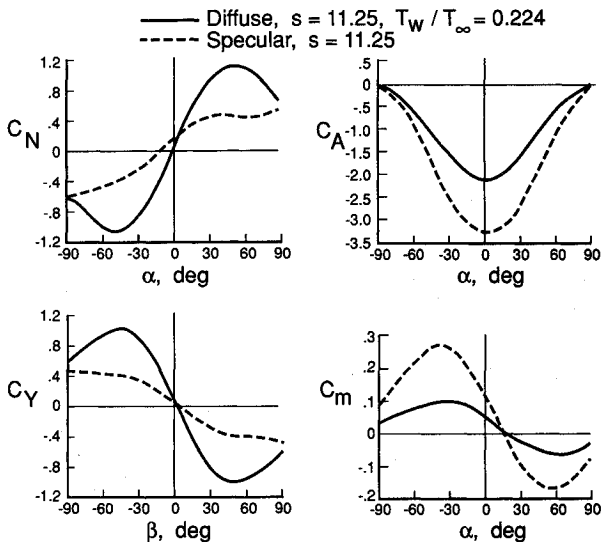 Diffuse, s = 11.25, T_W / T_∞ = 0.224
Specular, s = 11.25
1.2
.8
.4
0
-.4
-.8
-1.2
C_N
-90 -60 -30 0 30 60 90
α, deg
.5
0
-.5
-1
-1.5
-2.0
-2.5
-3.0
-3.5
C_A
-90 -60 -30 0 30 60 90
α, deg
1.2
.8
.4
0
-.4
-.8
-1.2
C_Y
-90 -60 -30 0 30 60 90
β, deg
.3
.2
.1
0
-.1
-.2
C_m
-90 -60 -30 0 30 60 90
α, deg